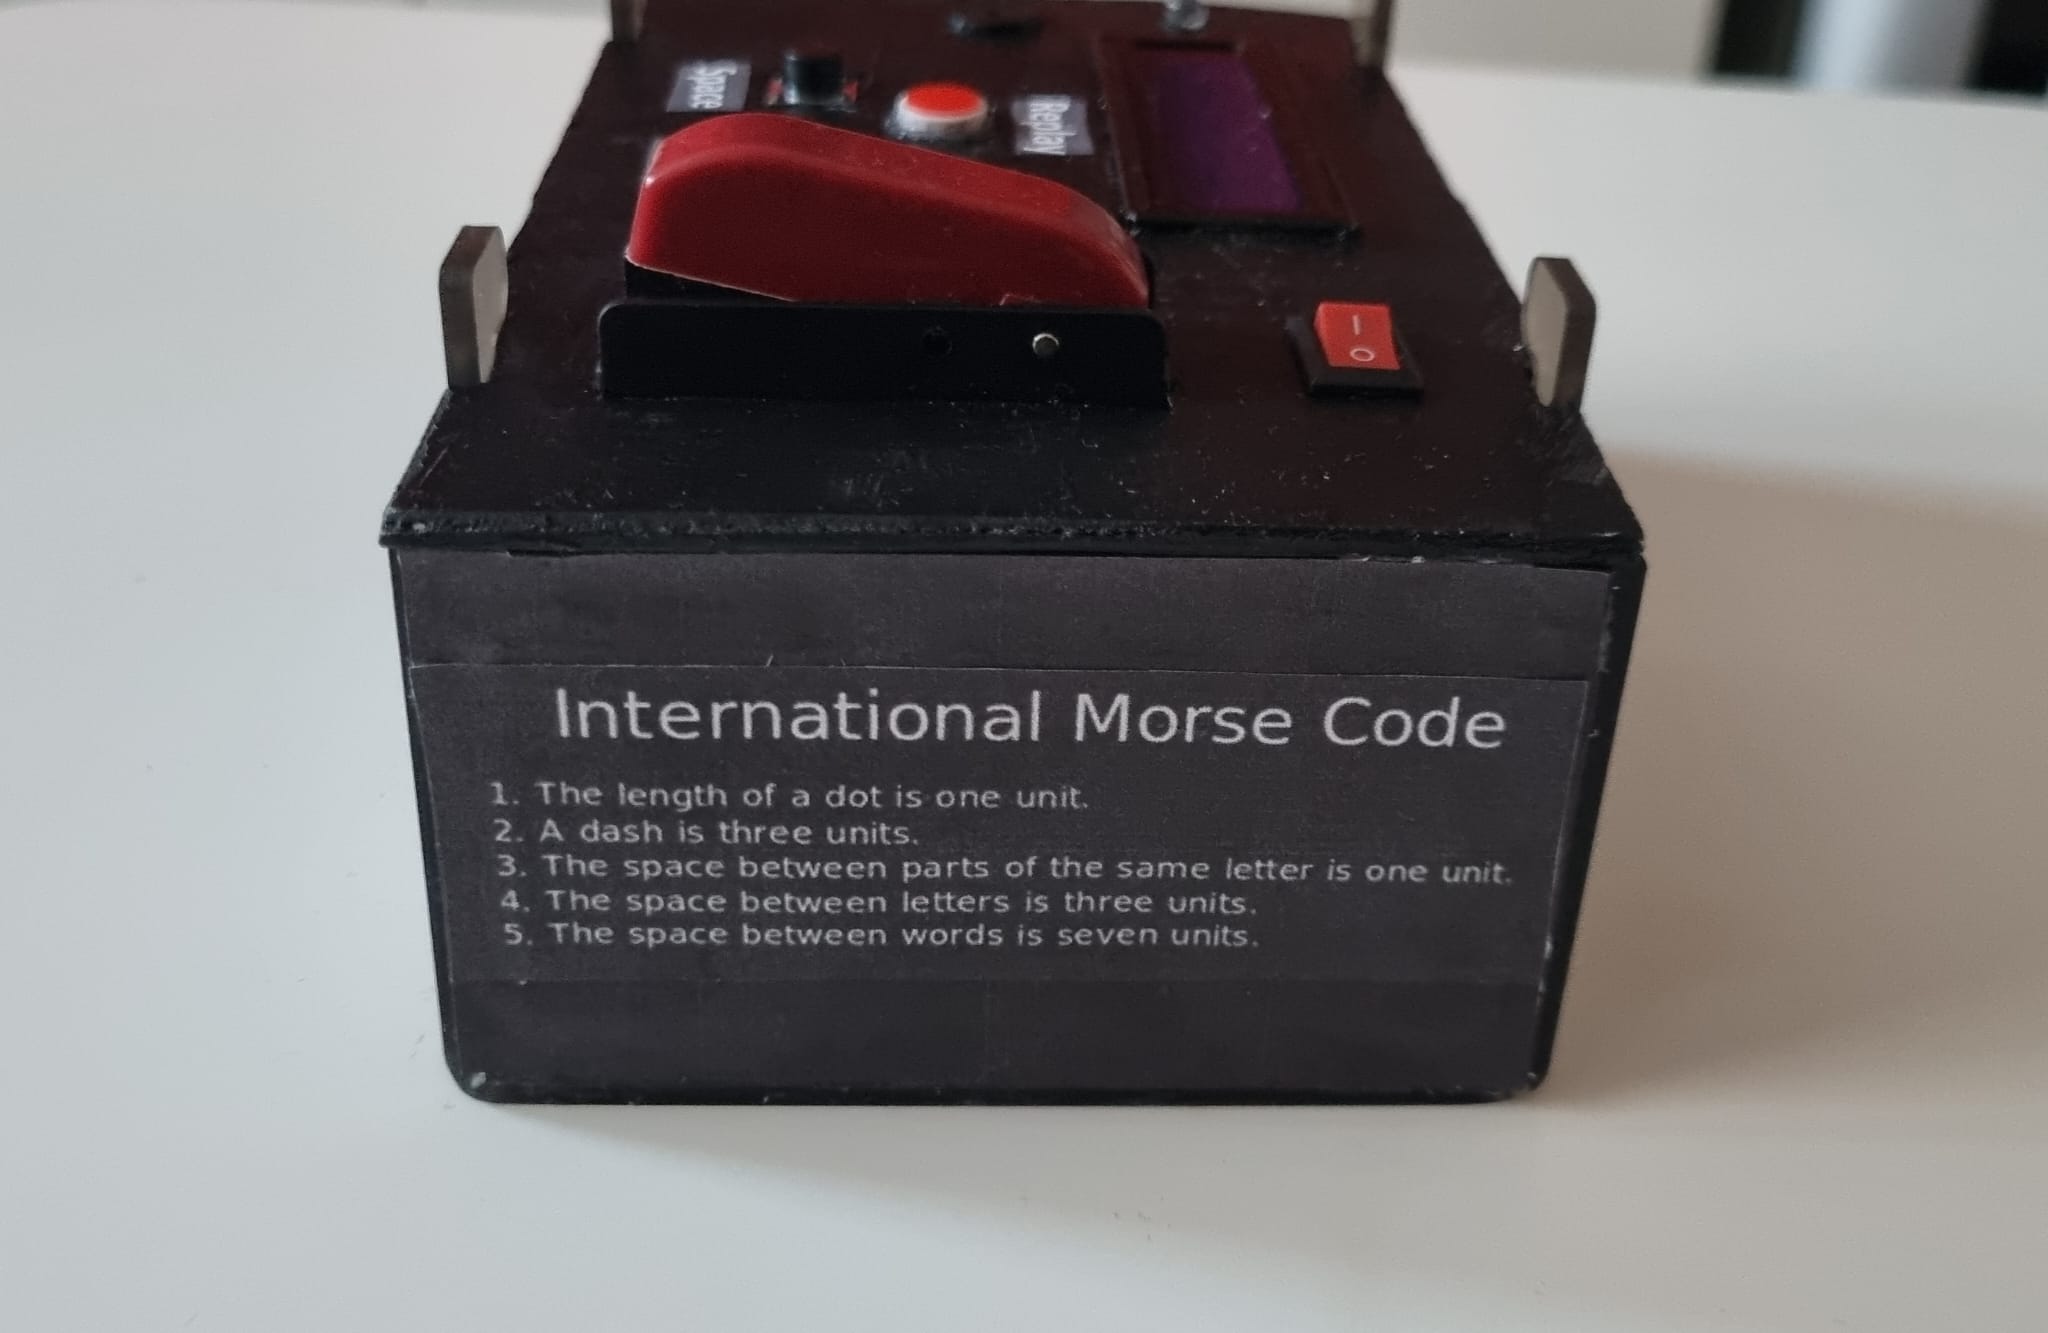 Space
Replay
International Morse Code
1. The length of a dot is one unit.
2. A dash is three units.
3. The space between parts of the same letter is one unit.
4. The space between letters is three units.
5. The space between words is seven units.